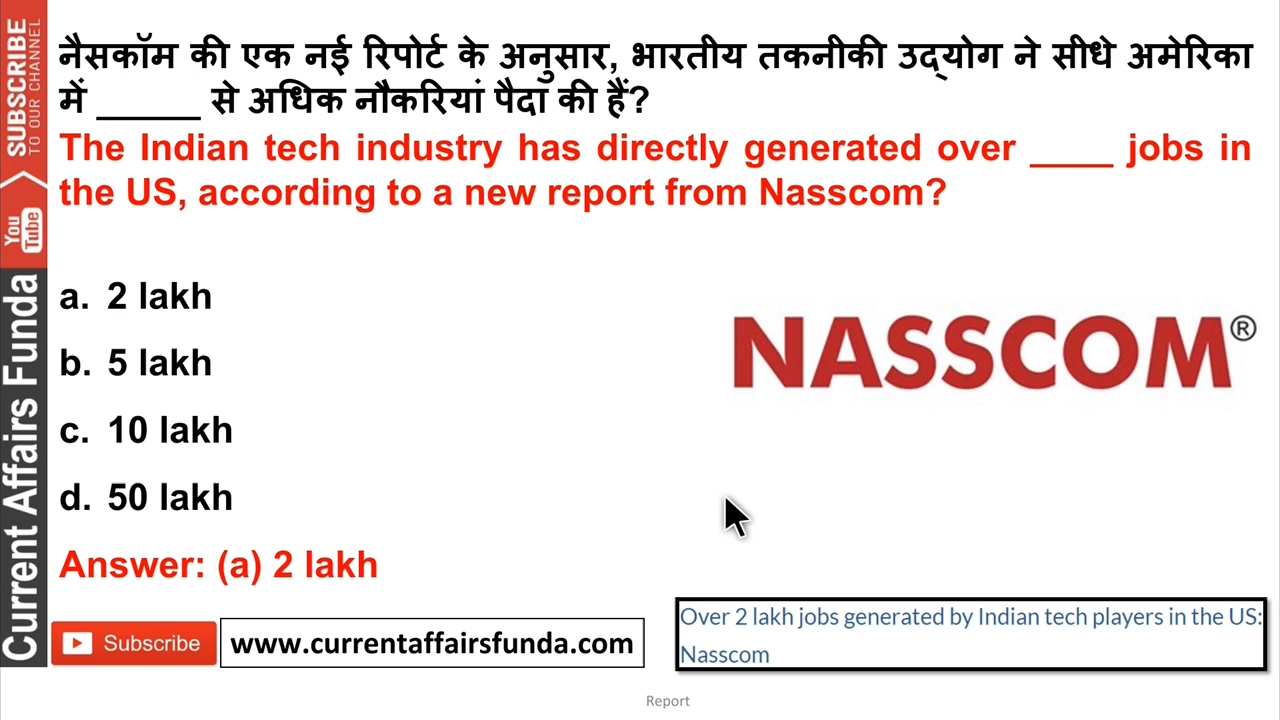 नैसकॉम की एक नई रिपोर्ट के अनुसार, भारतीय तकनीकी उद्योग ने सीधे अमेरिका
में _____ से अधिक नौकरियां पैदा की हैं?
The Indian tech industry has directly generated over ____ jobs in
the US, according to a new report from Nasscom?
a. 2 lakh
b. 5 lakh
c. 10 lakh
d. 50 lakh
Answer: (a) 2 lakh
NASSCOM®
SUBSCRIBE
TO OUR CHANNEL
You
Tube
Current Affairs Funda
Subscribe
www.currentaffairsfunda.com
Over 2 lakh jobs generated by Indian tech players in the US:
Nasscom
Report